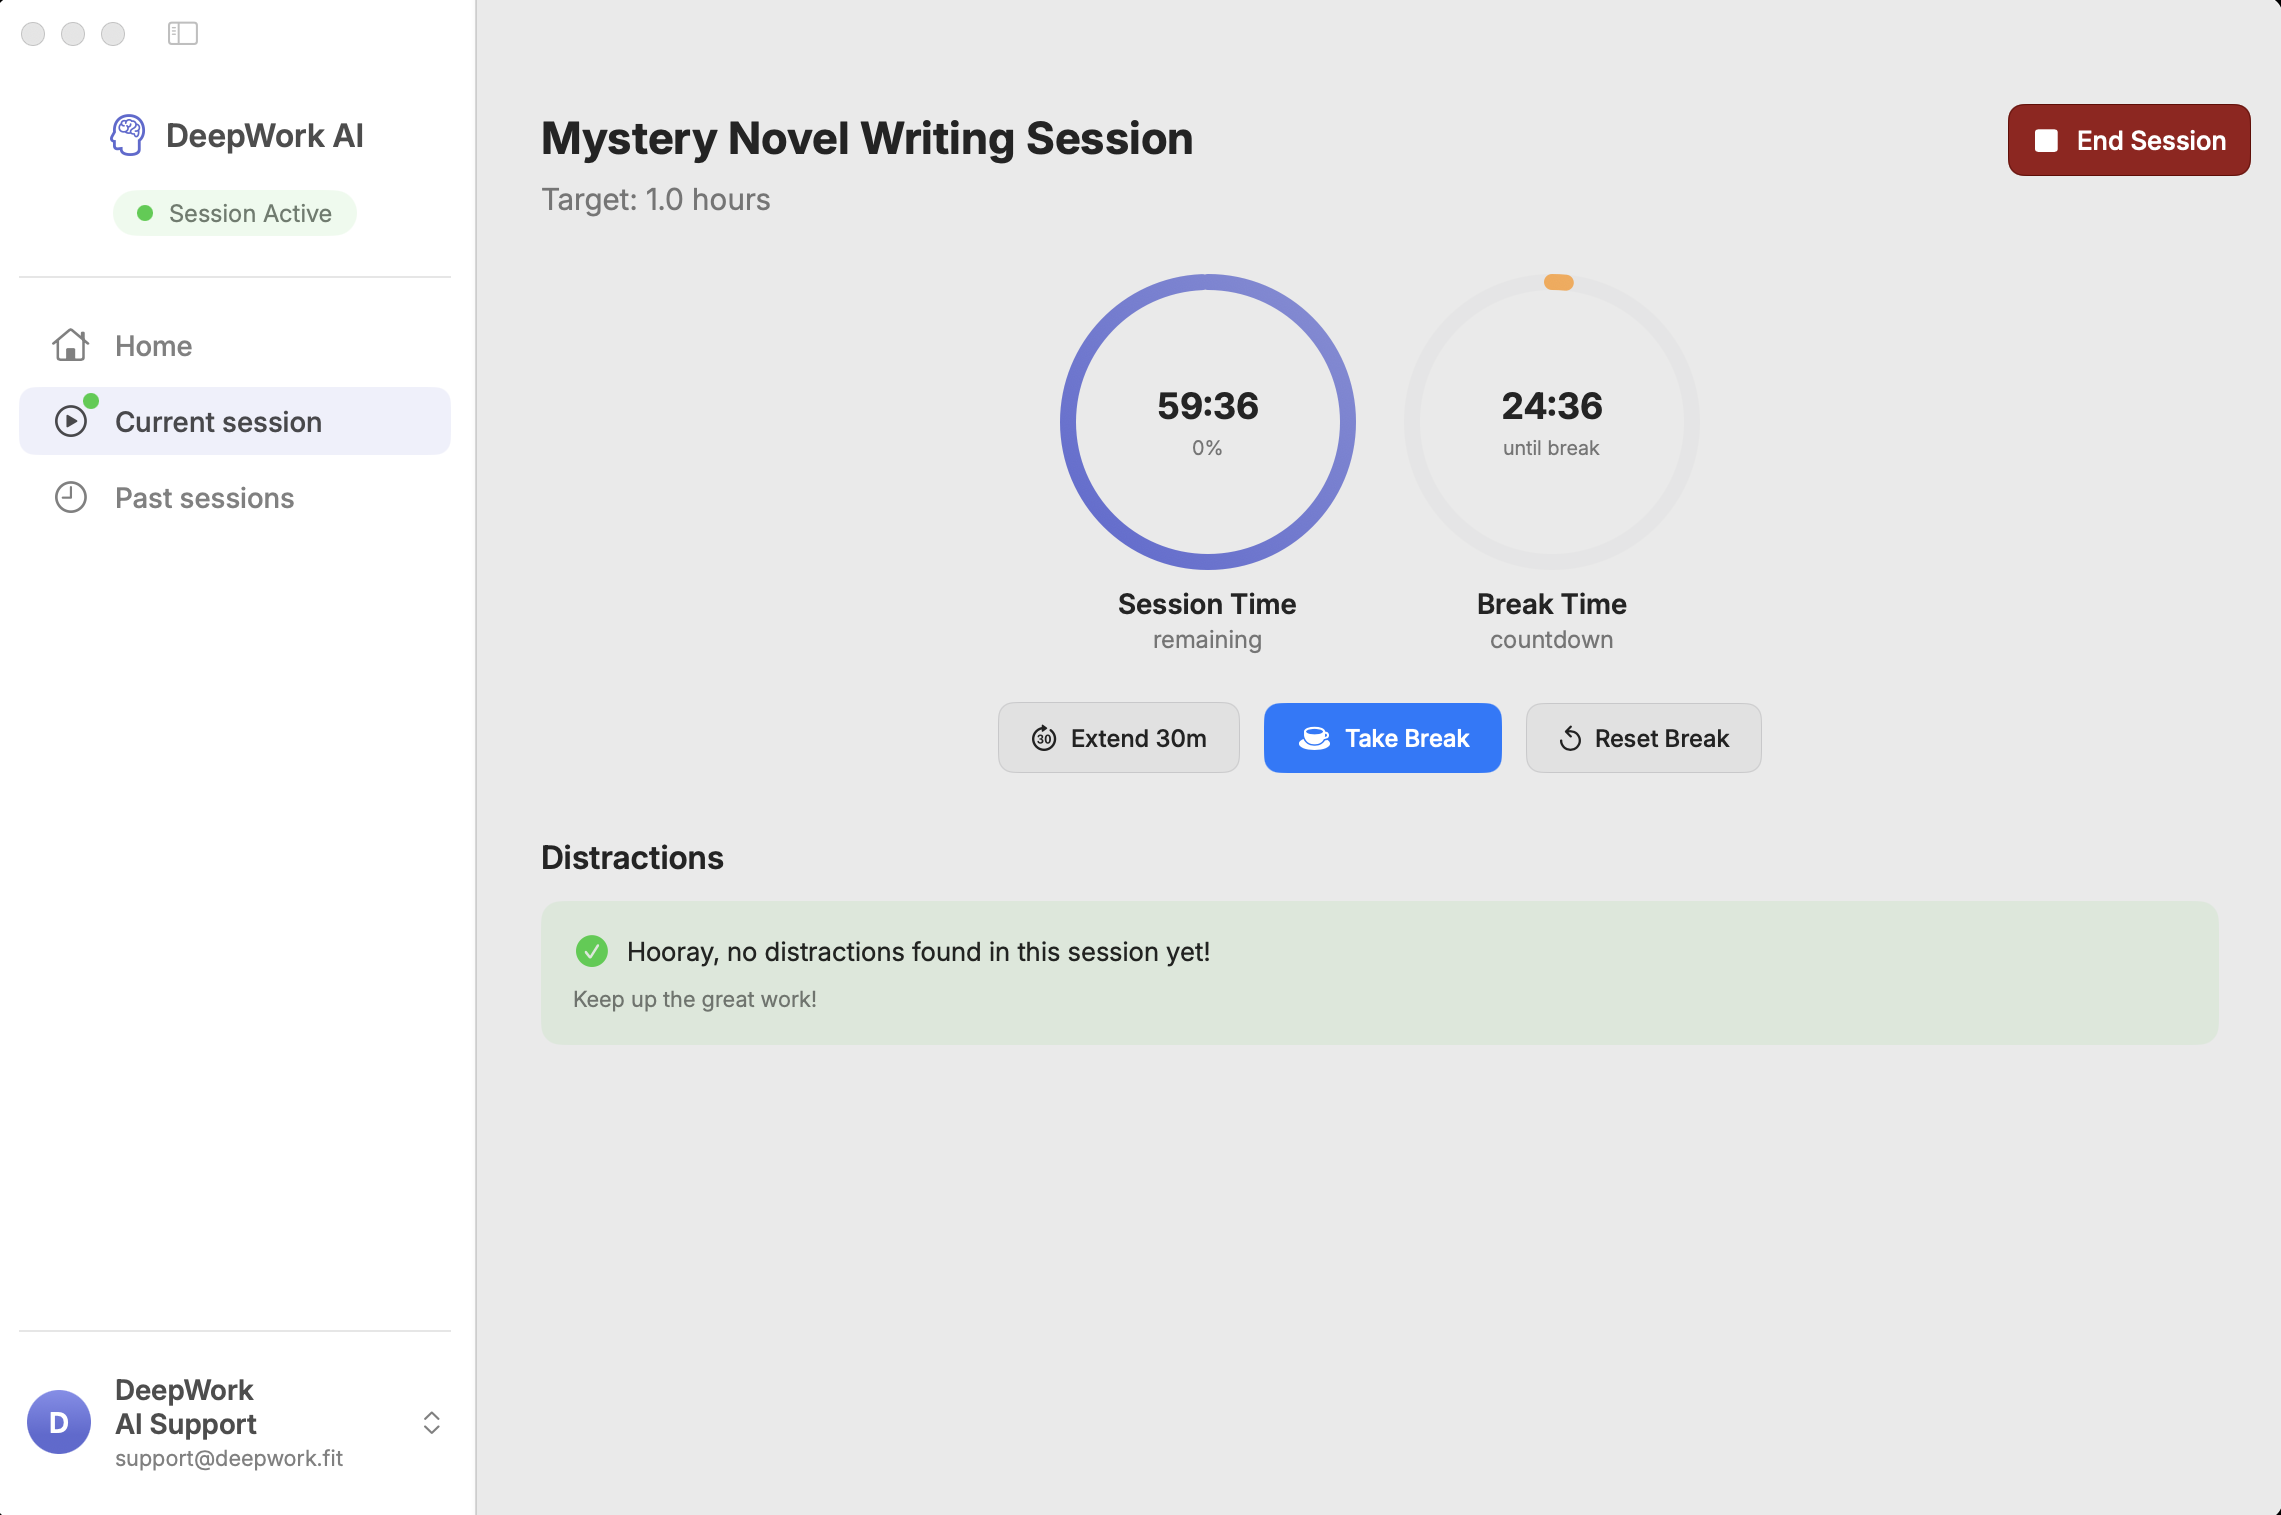 DeepWork AI
Session Active
Home
Current session
Past sessions
DeepWork
AI Support
support@deepwork.fit
D
Mystery Novel Writing Session
Target: 1.0 hours
End Session
59:36
0%
Session Time
remaining
24:36
until break
Break Time
countdown
30 Extend 30m
Take Break
Reset Break
Distractions
Hooray, no distractions found in this session yet!
Keep up the great work!